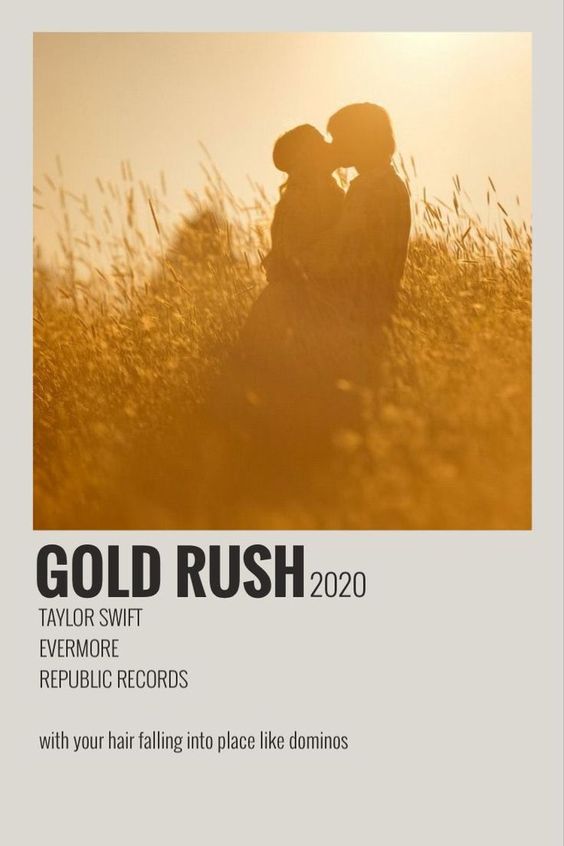 GOLD RUSH 2020
TAYLOR SWIFT
EVERMORE
REPUBLIC RECORDS
with your hair falling into place like dominos